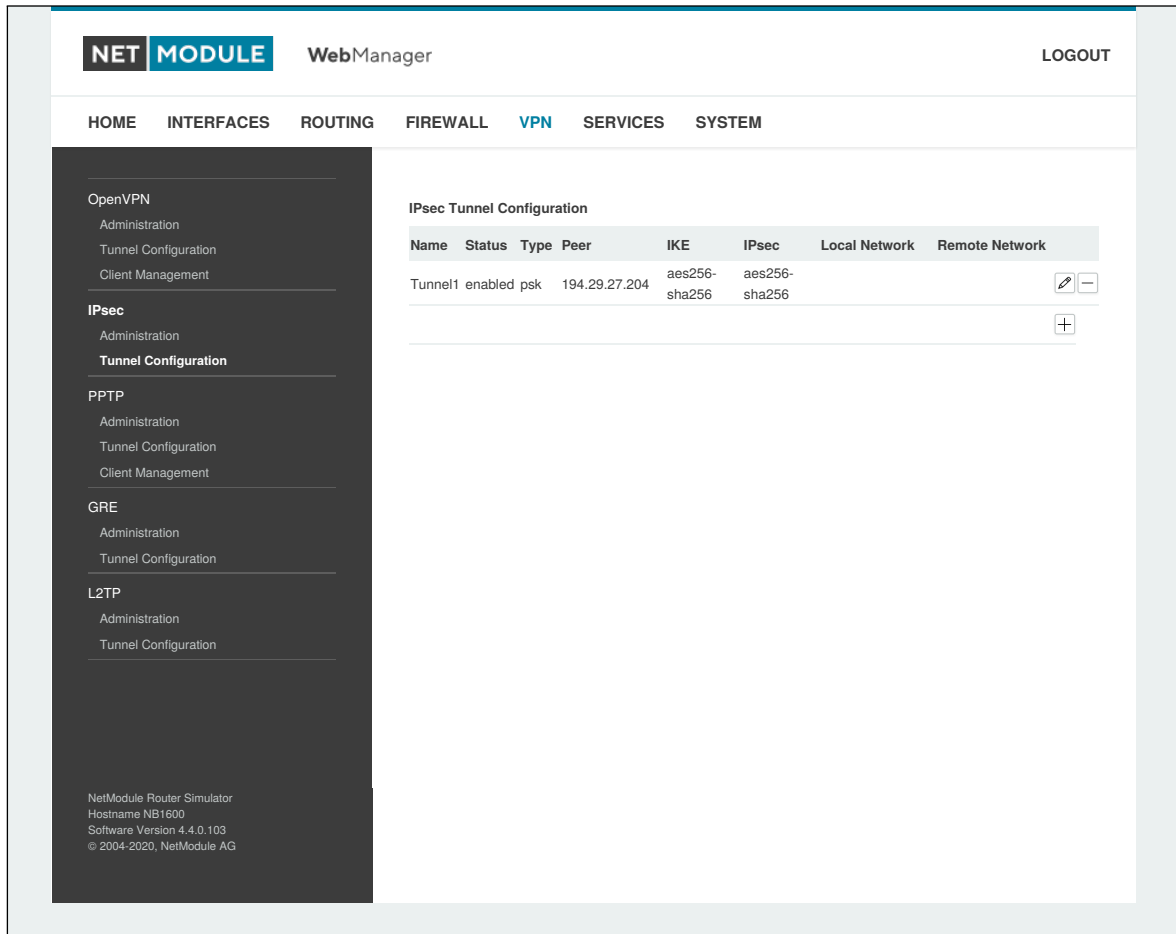 NET MODULE WebManager LOGOUT
HOME INTERFACES ROUTING FIREWALL VPN SERVICES SYSTEM
OpenVPN
Administration
Tunnel Configuration
Client Management
IPsec
Administration
Tunnel Configuration
PPTP
Administration
Tunnel Configuration
Client Management
GRE
Administration
Tunnel Configuration
L2TP
Administration
Tunnel Configuration
NetModule Router Simulator
Hostname NB1600
Software Version 4.4.0.103
© 2004-2020, NetModule AG
IPsec Tunnel Configuration
Name Status Type Peer IKE IPsec Local Network Remote Network
Tunnel1 enabled psk 194.29.27.204 aes256- aes256-
sha256 sha256